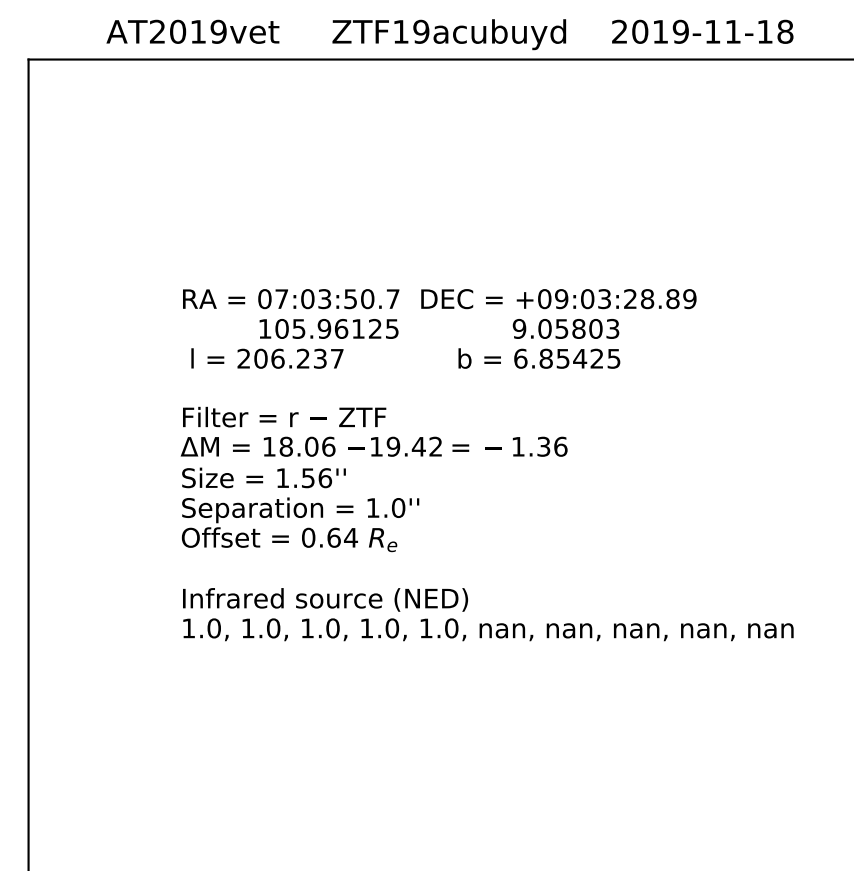 AT2019vet ZTF19acubuyd 2019-11-18
RA = 07:03:50.7 DEC = +09:03:28.89
105.96125 9.05803
l = 206.237 b = 6.85425
Filter = r − ZTF
ΔM = 18.06 −19.42 = − 1.36
Size = 1.56''
Separation = 1.0''
Offset = 0.64 Rₑ
Infrared source (NED)
1.0, 1.0, 1.0, 1.0, 1.0, nan, nan, nan, nan, nan